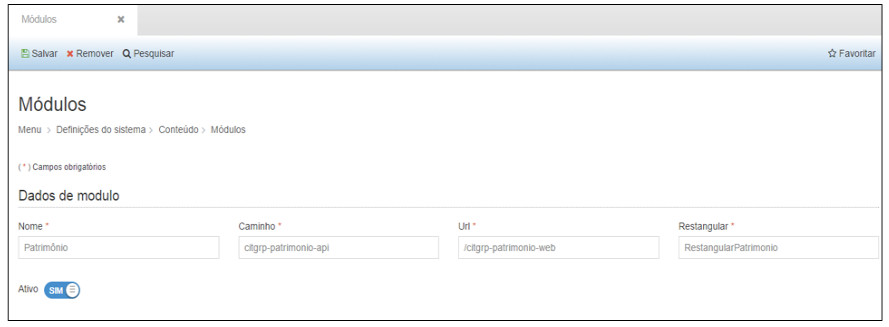 Módulos ✖
Salvar ✖ Remover Pesquisar ☆ Favoritar
Módulos
Menu > Definições do sistema > Conteúdo > Módulos
( * ) Campos obrigatórios
Dados de modulo
Nome * Caminho * Url * Restangular *
Patrimônio citgrp-patrimonio-api /citgrp-patrimonio-web RestangularPatrimonio
Ativo SIM